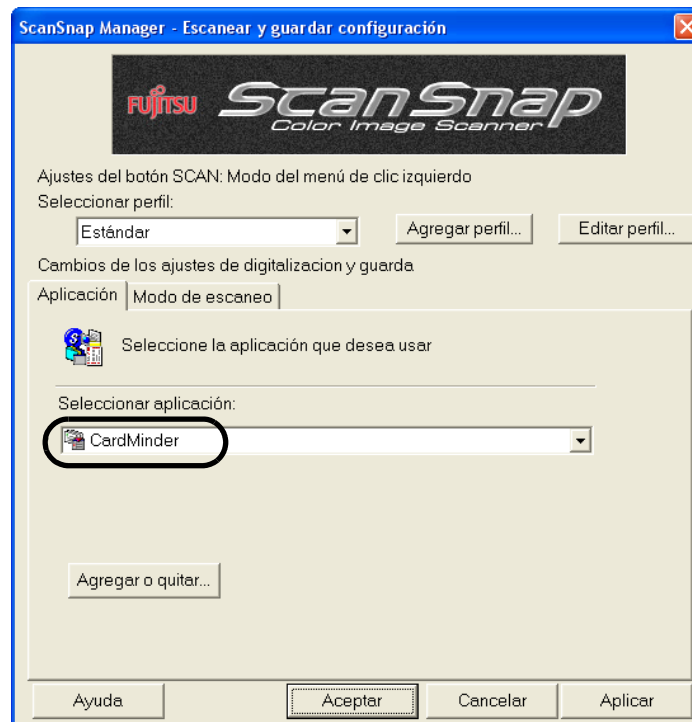 ScanSnap Manager - Escanear y guardar configuración
FUJITSU ScanSnap
Color Image Scanner
Ajustes del botón SCAN: Modo del menú de clic izquierdo
Seleccionar perfil:
Estándar Agregar perfil... Editar perfil...
Cambios de los ajustes de digitalizacion y guarda
Aplicación Modo de escaneo
Seleccione la aplicación que desea usar
Seleccionar aplicación:
CardMinder
Agregar o quitar...
Ayuda Aceptar Cancelar Aplicar